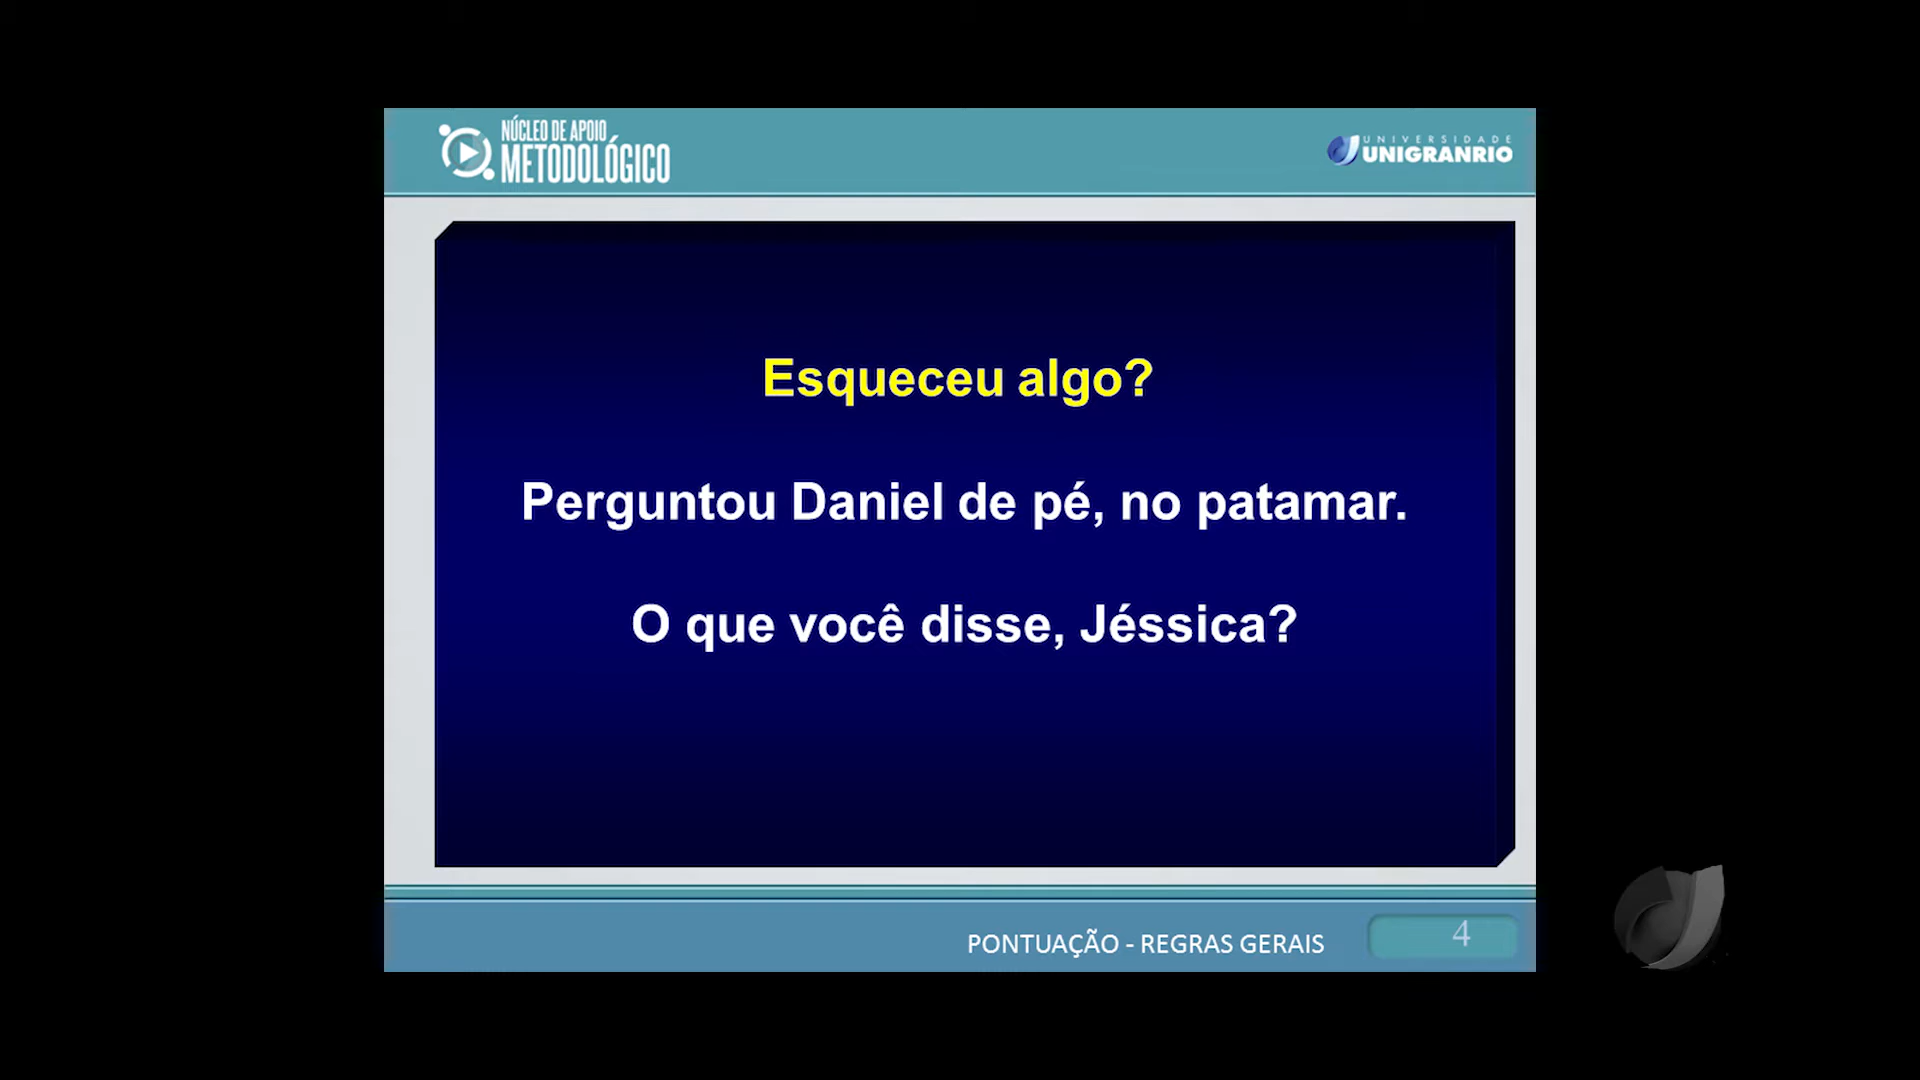 NÚCLEO DE APOIO
METODOLÓGICO
UNIVERSIDADE
UNIGRANRIO
Esqueceu algo?
Perguntou Daniel de pé, no patamar.
O que você disse, Jéssica?
PONTUAÇÃO - REGRAS GERAIS
4